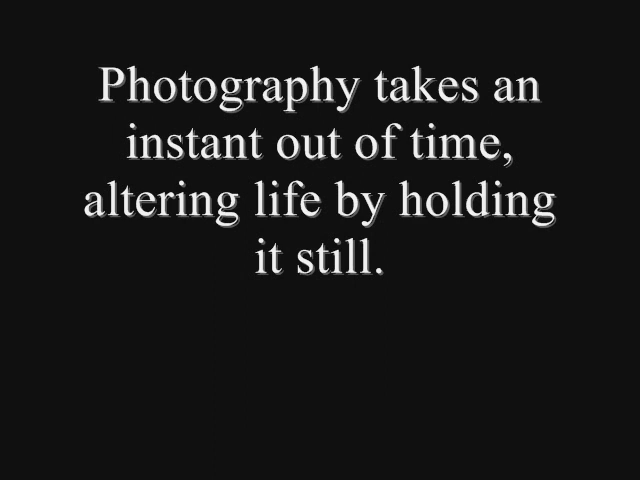 Photography takes an
instant out of time,
altering life by holding
it still.